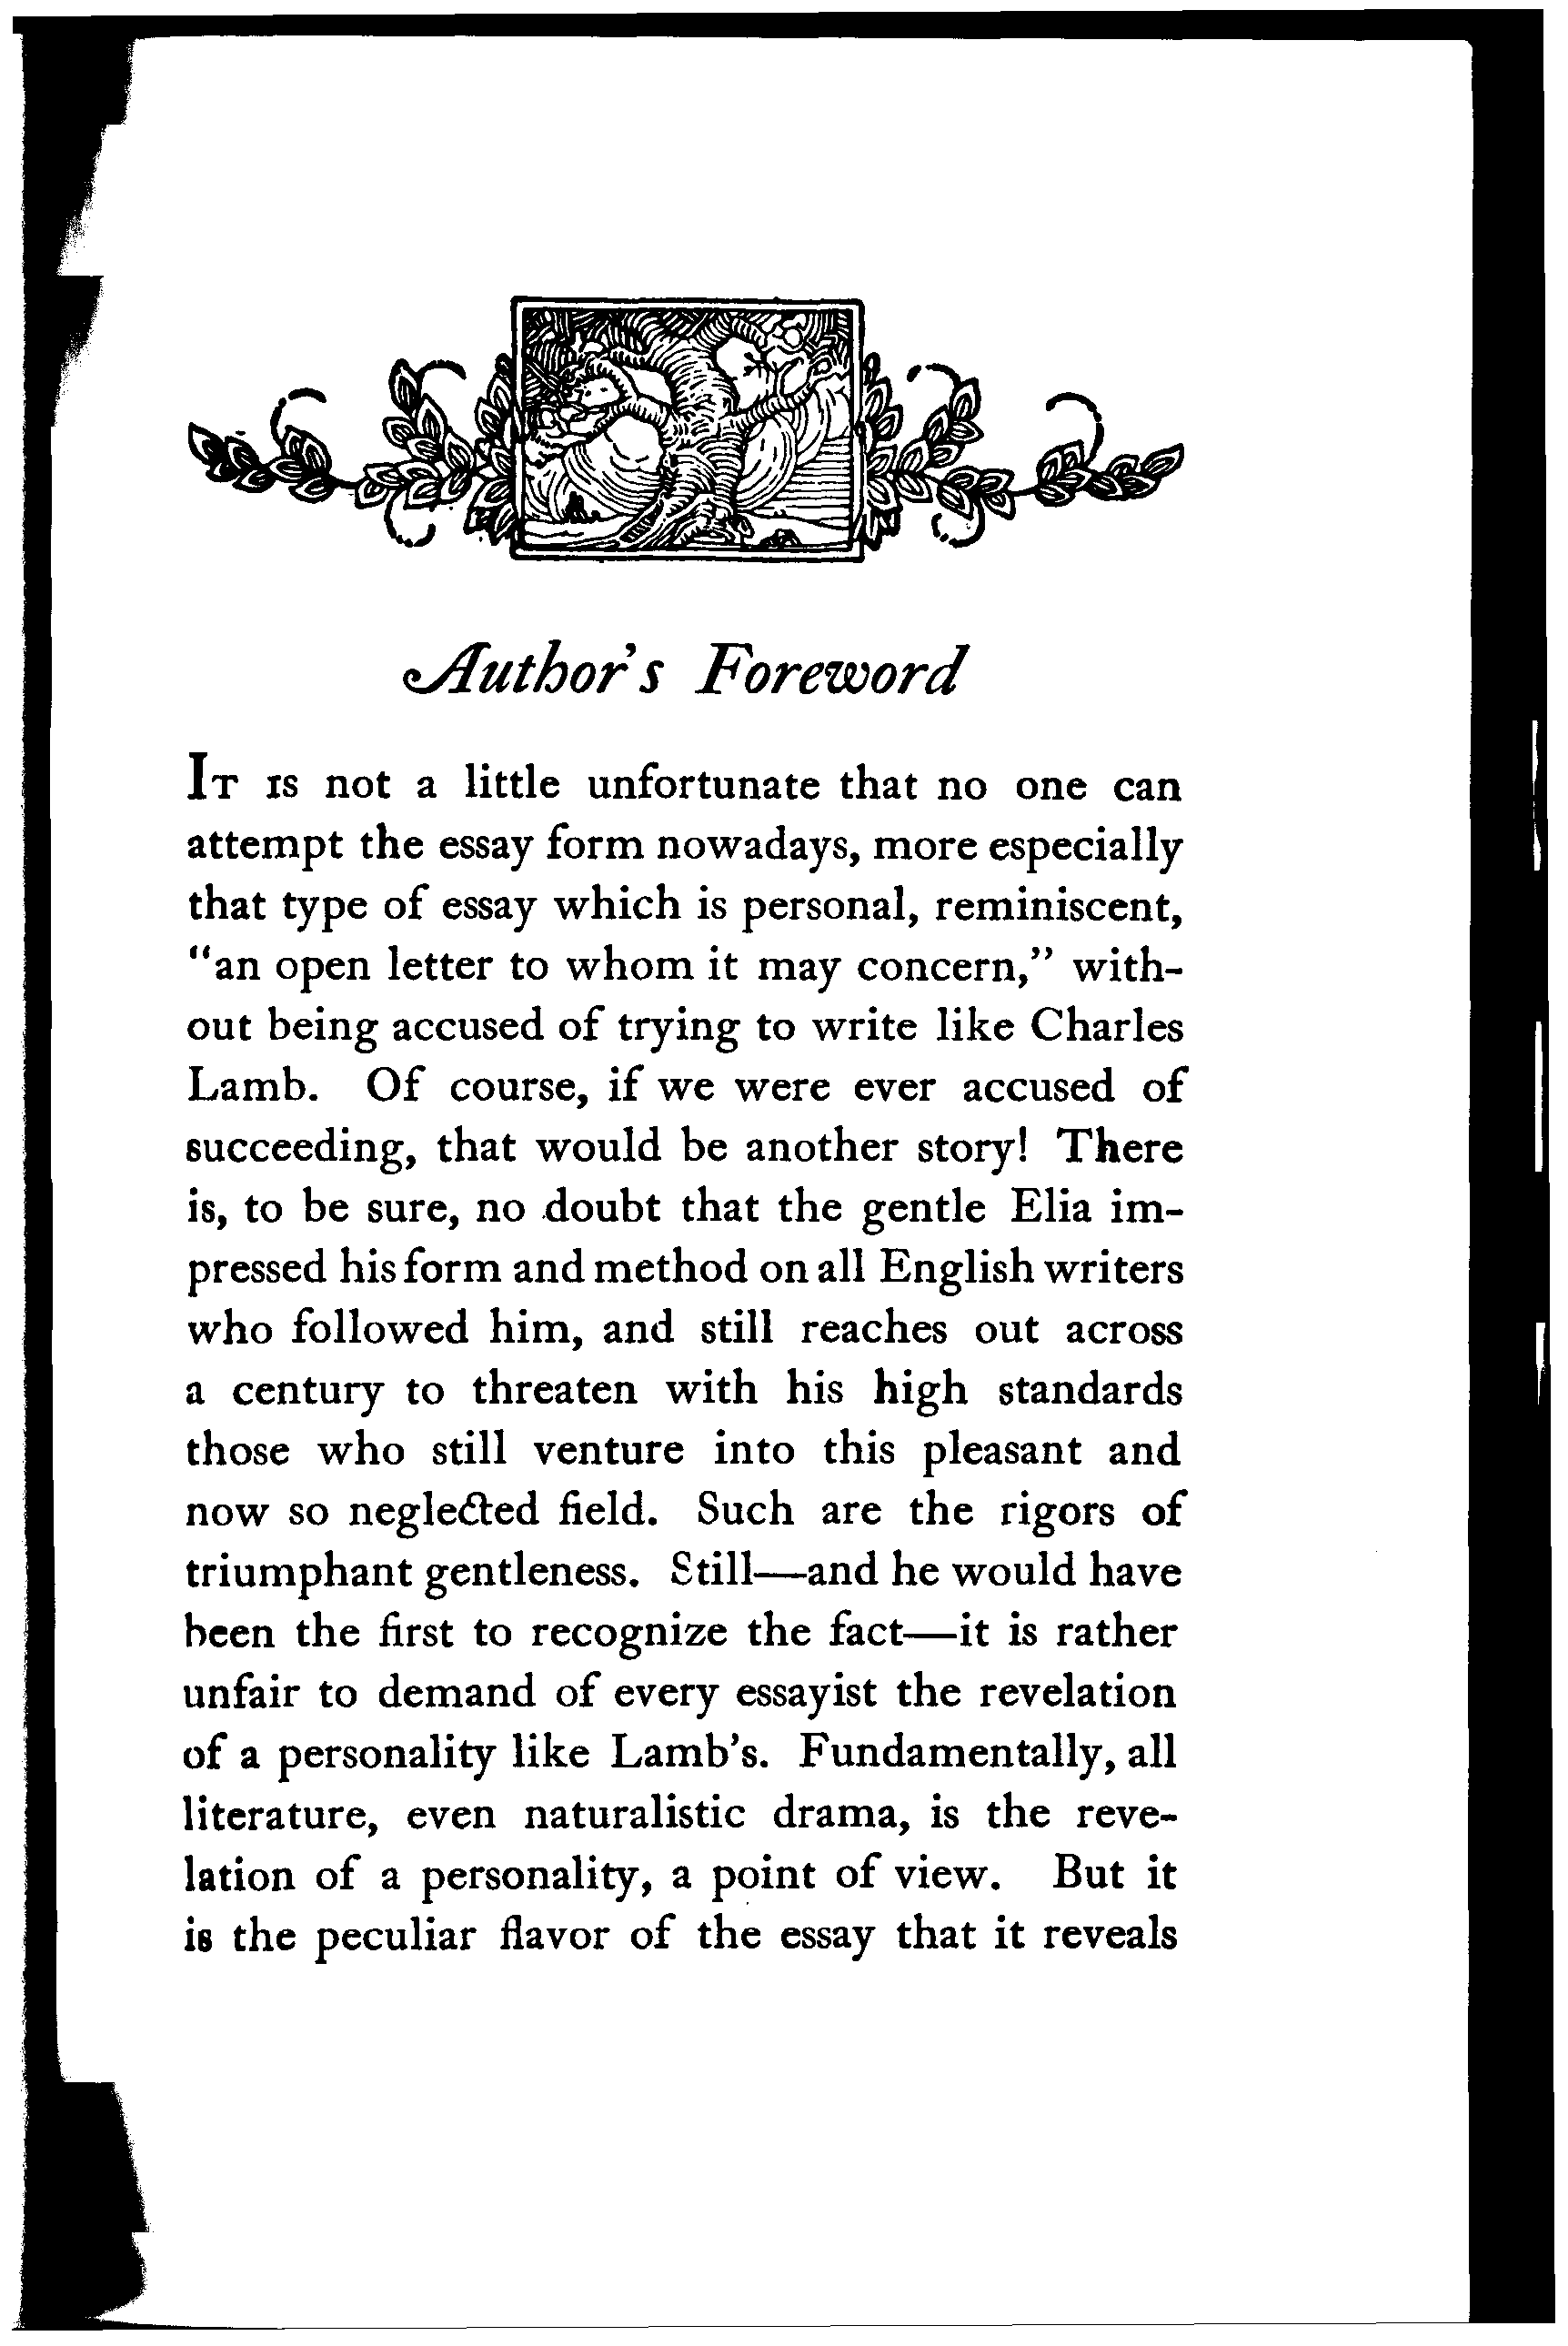 Author's Foreword
IT IS not a little unfortunate that no one can
attempt the essay form nowadays, more especially
that type of essay which is personal, reminiscent,
"an open letter to whom it may concern," with-
out being accused of trying to write like Charles
Lamb. Of course, if we were ever accused of
succeeding, that would be another story! There
is, to be sure, no doubt that the gentle Elia im-
pressed his form and method on all English writers
who followed him, and still reaches out across
a century to threaten with his high standards
those who still venture into this pleasant and
now so neglected field. Such are the rigors of
triumphant gentleness. Still—and he would have
been the first to recognize the fact—it is rather
unfair to demand of every essayist the revelation
of a personality like Lamb's. Fundamentally, all
literature, even naturalistic drama, is the reve-
lation of a personality, a point of view. But it
is the peculiar flavor of the essay that it reveals